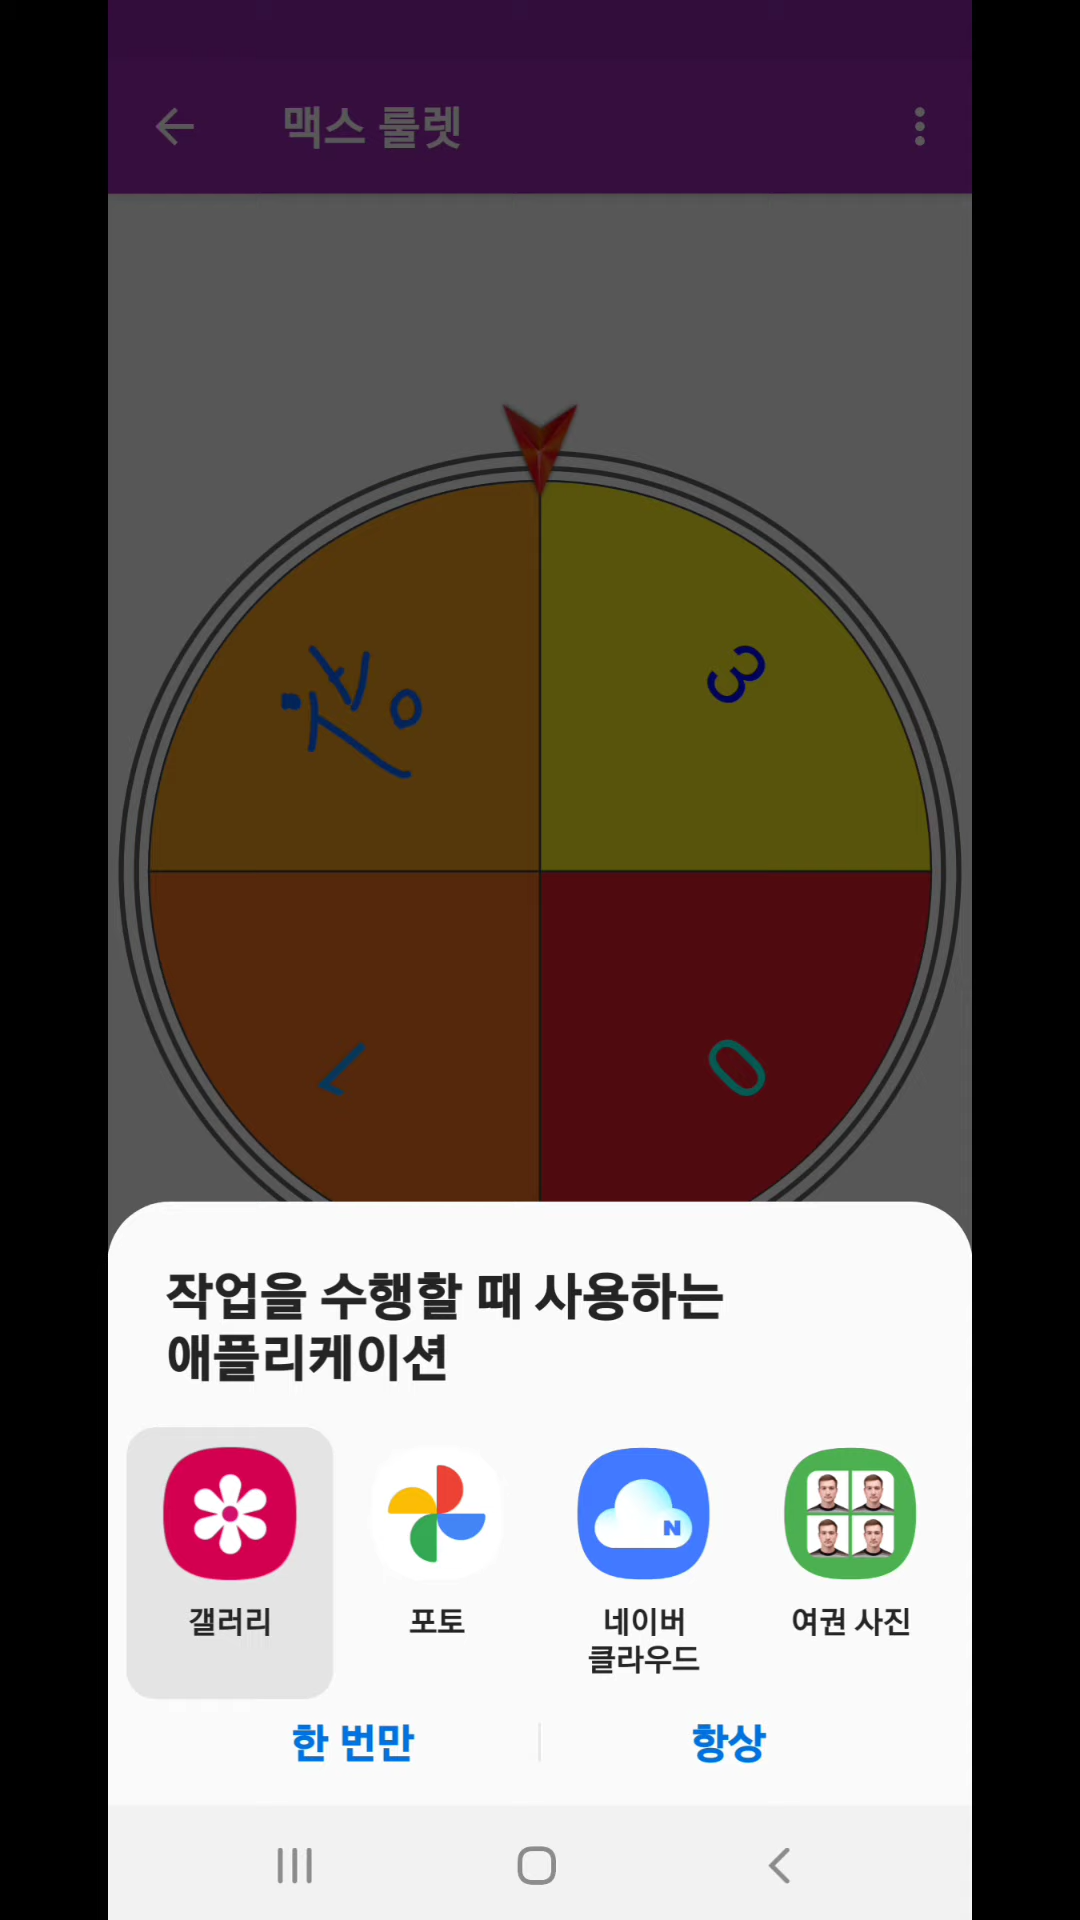 맥스 룰렛
3
0
작업을 수행할 때 사용하는
애플리케이션
갤러리
포토
네이버
클라우드
여권 사진
N
한 번만
항상